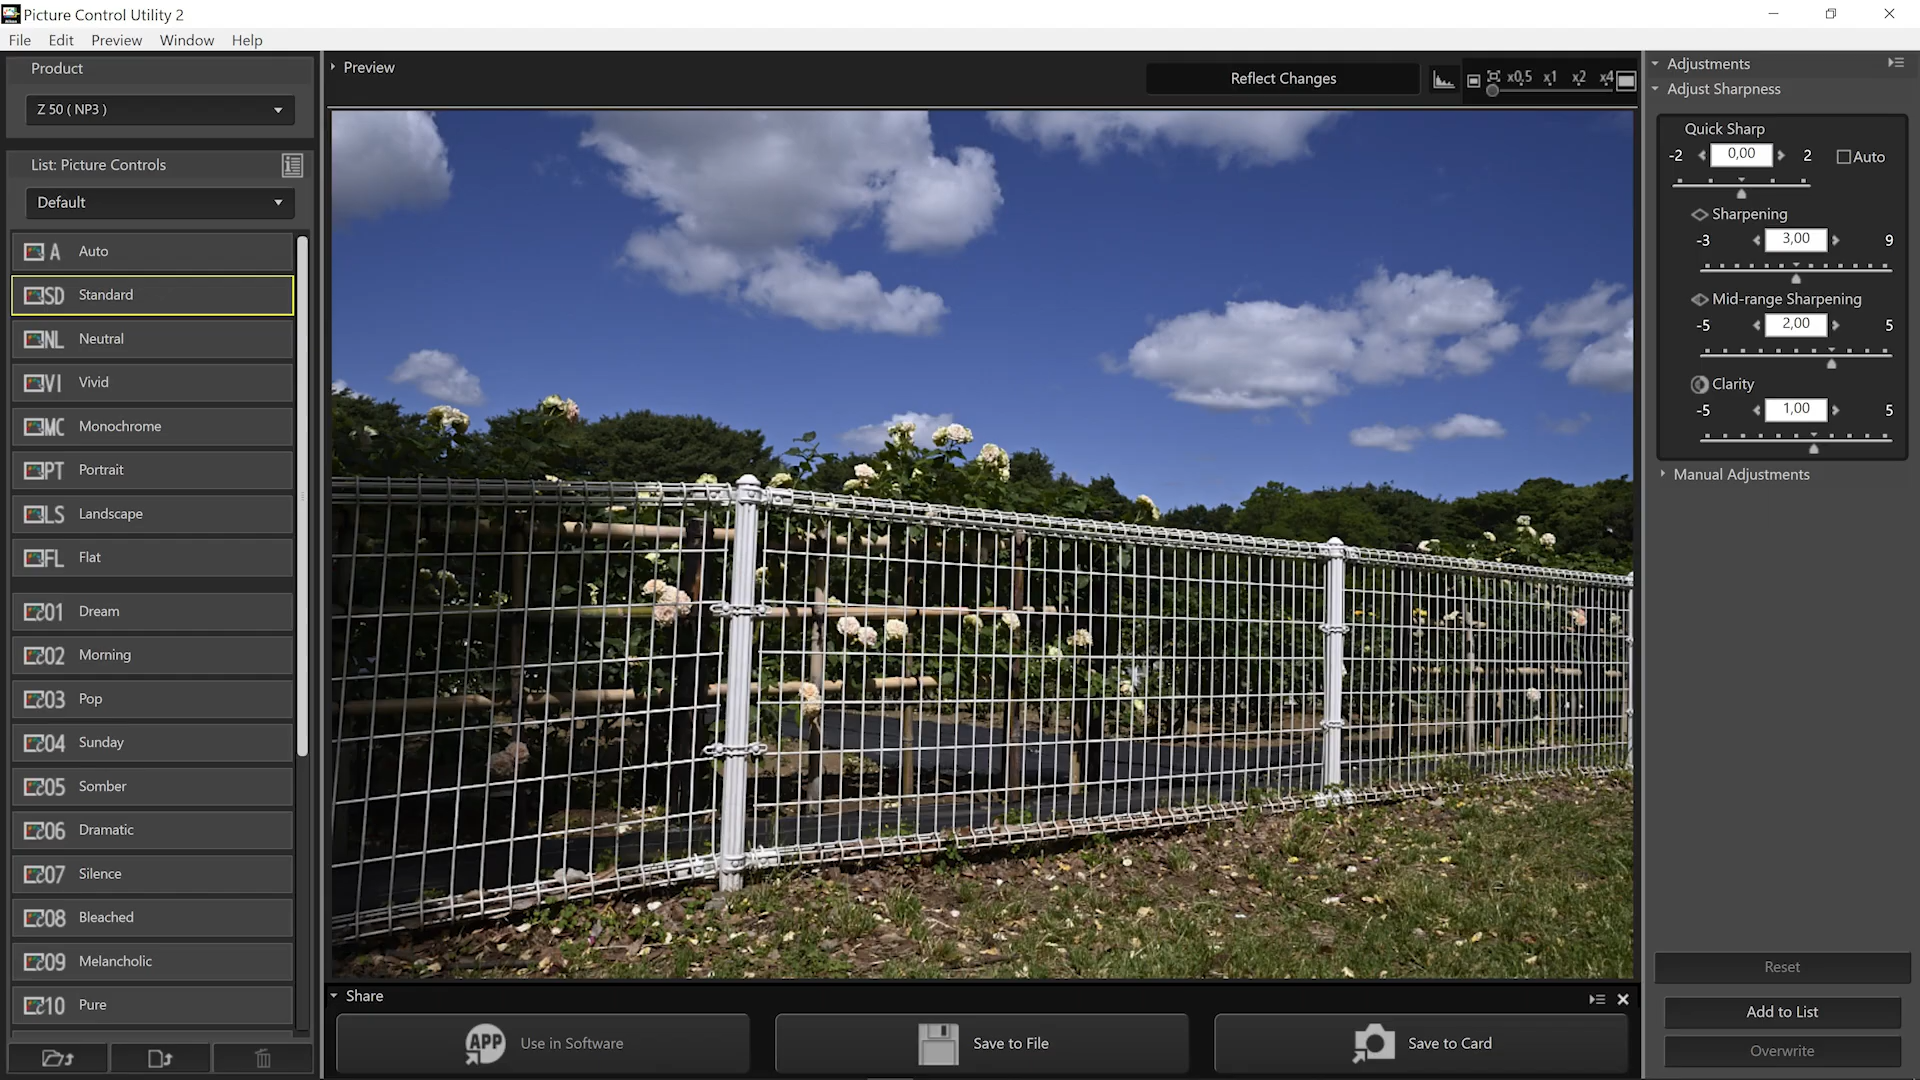 Picture Control Utility 2
File Edit Preview Window Help
Product
Z 50 ( NP3 )
List: Picture Controls
Default
A Auto
SD Standard
NL Neutral
VI Vivid
MC Monochrome
PT Portrait
LS Landscape
FL Flat
01 Dream
02 Morning
03 Pop
04 Sunday
05 Somber
06 Dramatic
07 Silence
08 Bleached
09 Melancholic
10 Pure
Preview
Reflect Changes
x0,5 x1 x2 x4
Share
APP Use in Software
Save to File
Save to Card
Adjustments
Adjust Sharpness
Quick Sharp
-2 0,00 2 Auto
Sharpening
-3 3,00 9
Mid-range Sharpening
-5 2,00 5
Clarity
-5 1,00 5
Manual Adjustments
Reset
Add to List
Overwrite